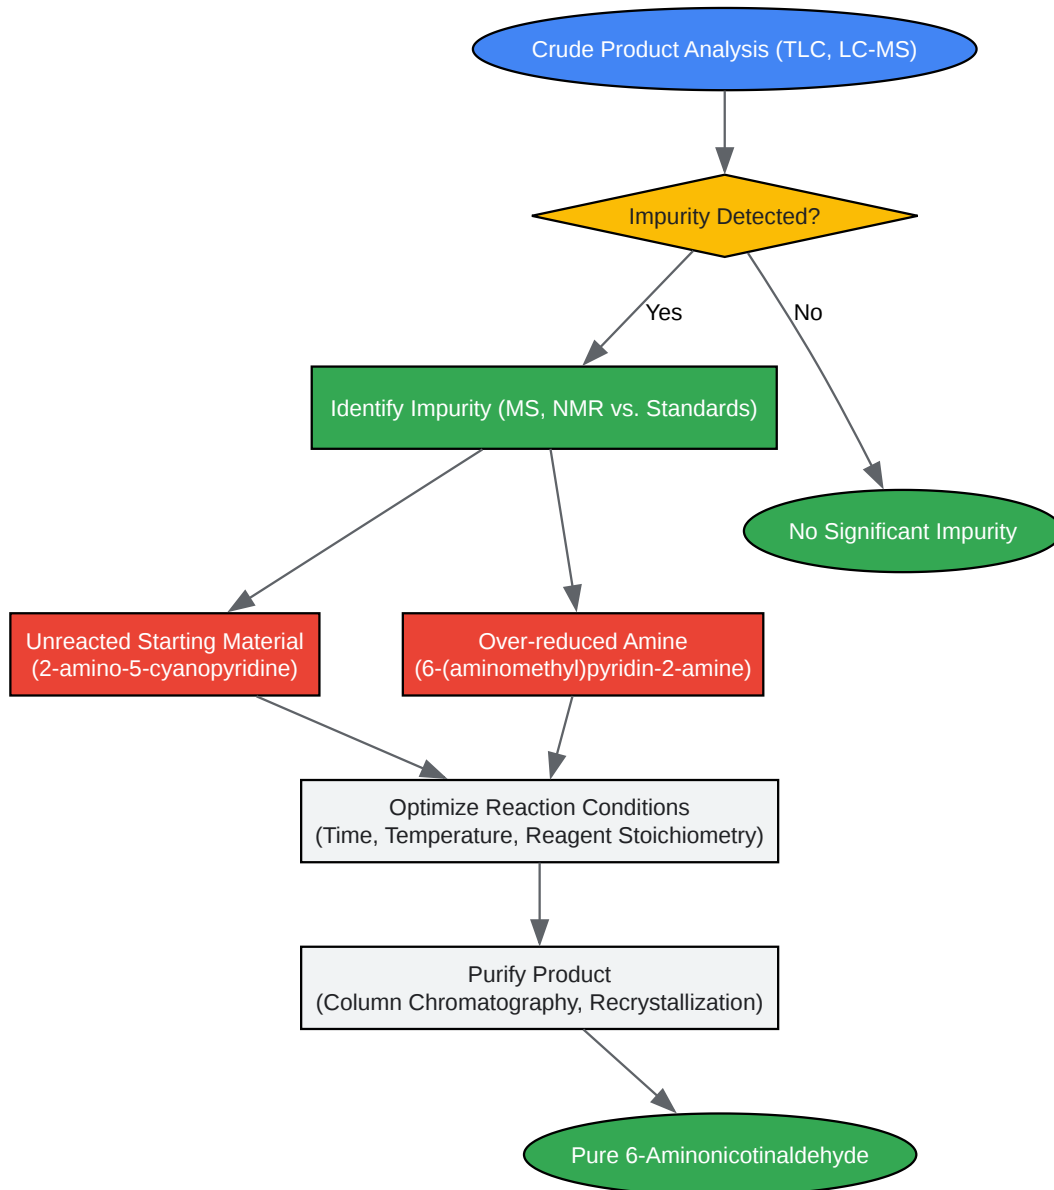 Crude Product Analysis (TLC, LC-MS)
Impurity Detected?
Yes
No
Identify Impurity (MS, NMR vs. Standards)
No Significant Impurity
Unreacted Starting Material
(2-amino-5-cyanopyridine)
Over-reduced Amine
(6-(aminomethyl)pyridin-2-amine)
Optimize Reaction Conditions
(Time, Temperature, Reagent Stoichiometry)
Purify Product
(Column Chromatography, Recrystallization)
Pure 6-Aminonicotinaldehyde